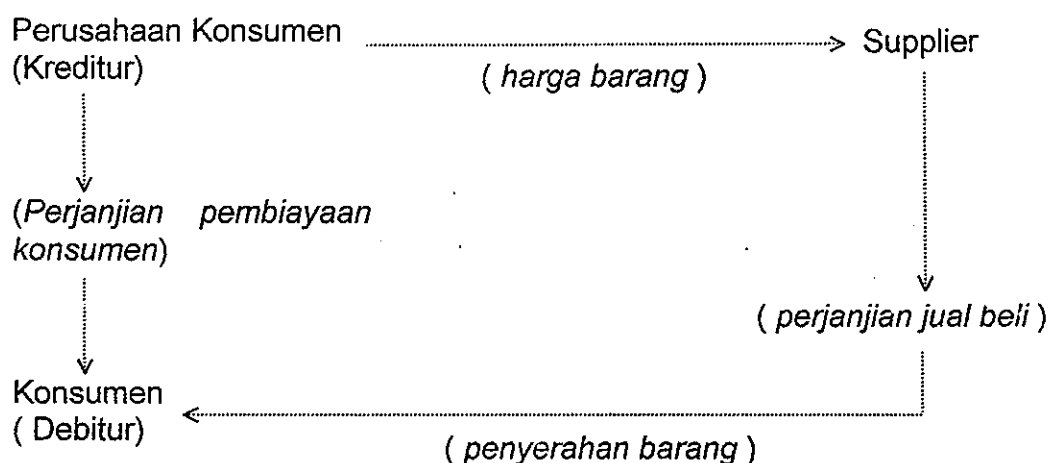 Perusahaan Konsumen
(Kreditur)
Supplier
( harga barang )
(Perjanjian pembiayaan
konsumen)
( perjanjian jual beli )
Konsumen
( Debitur)
( penyerahan barang )